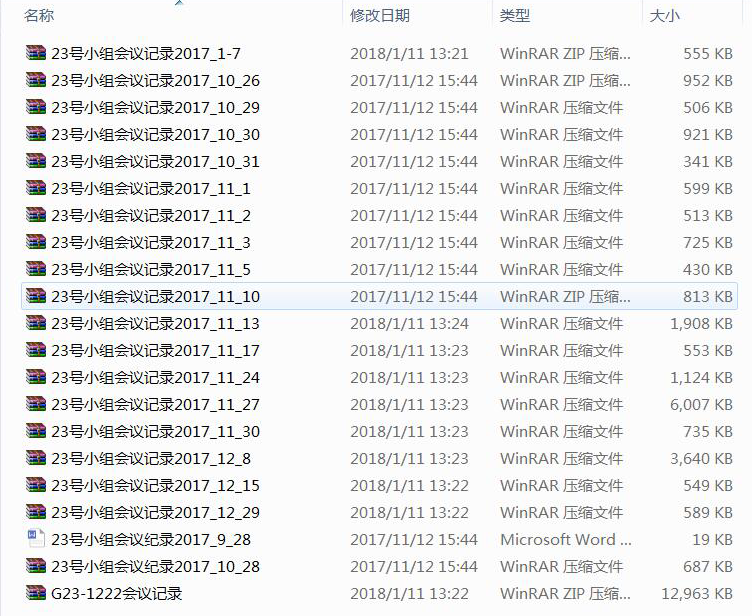 名称 修改日期 类型 大小
23号小组会议记录2017_1-7 2018/1/11 13:21 WinRAR ZIP 压缩... 555 KB
23号小组会议记录2017_10_26 2017/11/12 15:44 WinRAR ZIP 压缩... 952 KB
23号小组会议记录2017_10_29 2017/11/12 15:44 WinRAR 压缩文件 506 KB
23号小组会议记录2017_10_30 2017/11/12 15:44 WinRAR 压缩文件 921 KB
23号小组会议记录2017_10_31 2017/11/12 15:44 WinRAR 压缩文件 341 KB
23号小组会议记录2017_11_1 2017/11/12 15:44 WinRAR 压缩文件 599 KB
23号小组会议记录2017_11_2 2017/11/12 15:44 WinRAR 压缩文件 513 KB
23号小组会议记录2017_11_3 2017/11/12 15:44 WinRAR 压缩文件 725 KB
23号小组会议记录2017_11_5 2017/11/12 15:44 WinRAR 压缩文件 430 KB
23号小组会议记录2017_11_10 2017/11/12 15:44 WinRAR ZIP 压缩... 813 KB
23号小组会议记录2017_11_13 2018/1/11 13:24 WinRAR 压缩文件 1,908 KB
23号小组会议记录2017_11_17 2018/1/11 13:23 WinRAR 压缩文件 553 KB
23号小组会议记录2017_11_24 2018/1/11 13:23 WinRAR 压缩文件 1,124 KB
23号小组会议记录2017_11_27 2018/1/11 13:23 WinRAR 压缩文件 6,007 KB
23号小组会议记录2017_11_30 2018/1/11 13:23 WinRAR 压缩文件 735 KB
23号小组会议记录2017_12_8 2018/1/11 13:23 WinRAR 压缩文件 3,640 KB
23号小组会议记录2017_12_15 2018/1/11 13:22 WinRAR 压缩文件 549 KB
23号小组会议记录2017_12_29 2018/1/11 13:22 WinRAR 压缩文件 589 KB
23号小组会议纪录2017_9_28 2017/11/12 15:44 Microsoft Word ... 19 KB
23号小组会议纪录2017_10_28 2017/11/12 15:44 WinRAR 压缩文件 687 KB
G23-1222会议记录 2018/1/11 13:22 WinRAR ZIP 压缩... 12,963 KB